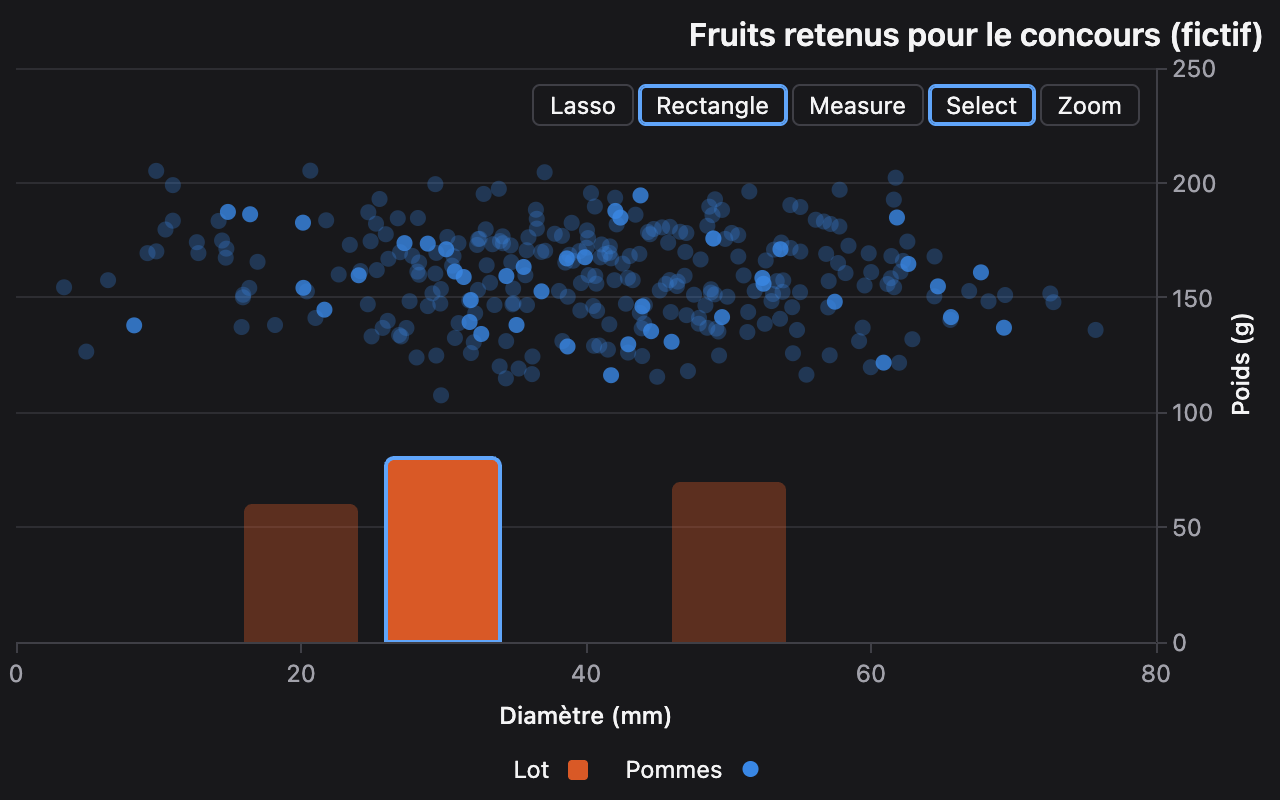 Fruits retenus pour le concours (fictif)
Lasso Rectangle Measure Select Zoom
250
200
150
100
50
0
Poids (g)
0 20 40 60 80
Diamètre (mm)
Lot Pommes